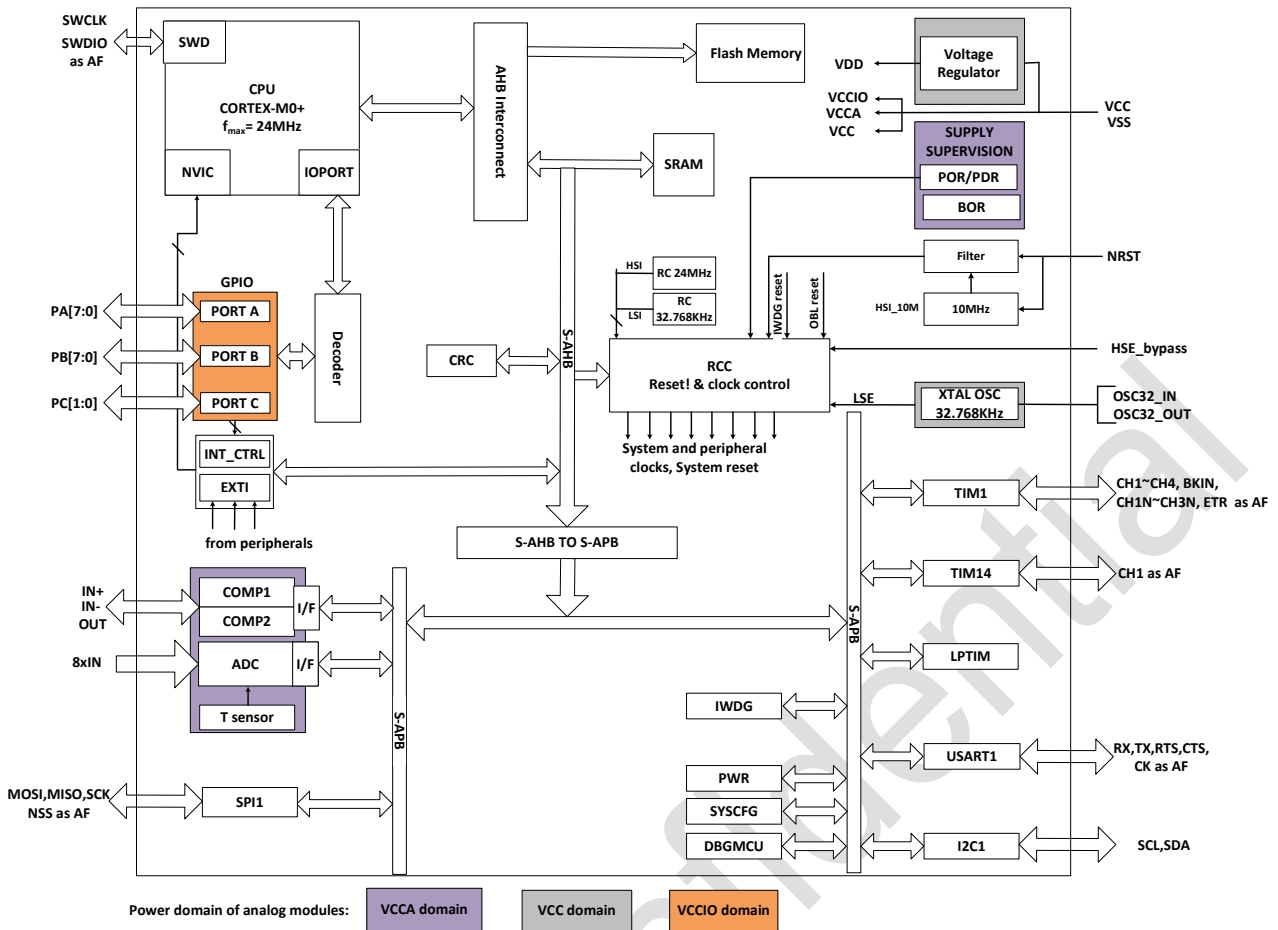 SWCLK
SWDIO
as AF
SWD
CPU
CORTEX-M0+
fmax= 24MHz
NVIC
IOPORT
AHB Interconnect
Flash Memory
SRAM
Voltage
Regulator
VDD
VCCIO
VCCA
VCC
VCC
VSS
SUPPLY
SUPERVISION
POR/PDR
BOR
Filter
NRST
HSI_10M
10MHz
GPIO
PA[7:0]
PORT A
PB[7:0]
PORT B
PC[1:0]
PORT C
Decoder
HSI
RC 24MHz
LSI
RC
32.768KHz
IWDG reset
OBL reset
S-AHB
CRC
RCC
Reset! & clock control
HSE_bypass
LSE
XTAL OSC
32.768KHz
OSC32_IN
OSC32_OUT
System and peripheral
clocks, System reset
INT_CTRL
EXTI
from peripherals
S-AHB TO S-APB
TIM1
CH1~CH4, BKIN,
CH1N~CH3N, ETR as AF
TIM14
CH1 as AF
IN+
IN-
OUT
COMP1
COMP2
I/F
8xIN
ADC
I/F
T sensor
S-APB
S-APB
LPTIM
IWDG
USART1
RX,TX,RTS,CTS,
CK as AF
MOSI,MISO,SCK
NSS as AF
SPI1
PWR
SYSCFG
DBGMCU
I2C1
SCL,SDA
Power domain of analog modules:
VCCA domain
VCC domain
VCCIO domain